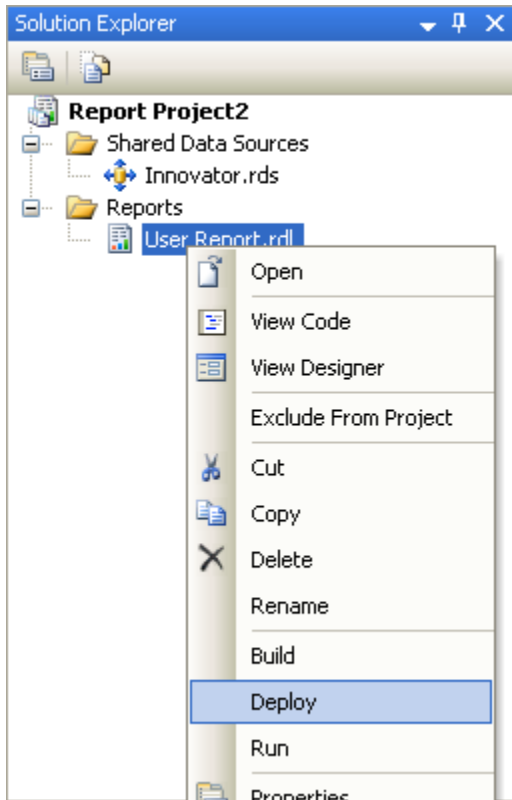 Solution Explorer
Report Project2
Shared Data Sources
Innovator.rds
Reports
User Report.rdl
Open
View Code
View Designer
Exclude From Project
Cut
Copy
Delete
Rename
Build
Deploy
Run
Properties